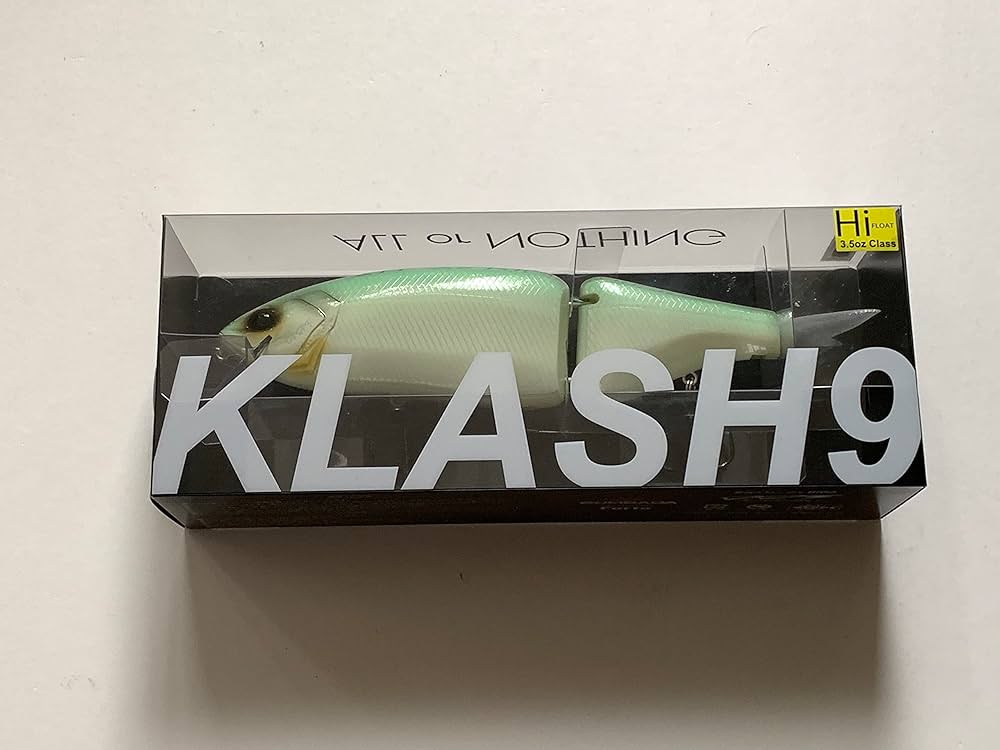 ALL or NOTHING
Hi FLOAT
3.5oz Class
KLASH9